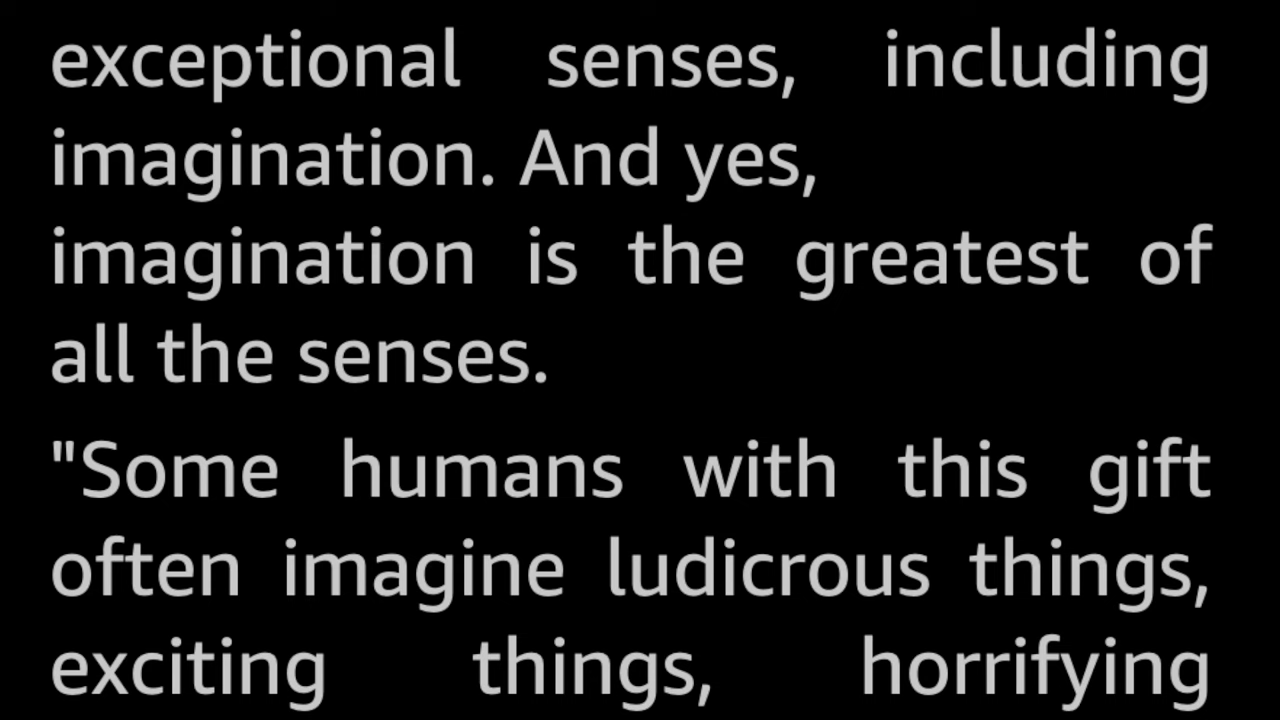 exceptional senses, including
imagination. And yes,
imagination is the greatest of
all the senses.
"Some humans with this gift
often imagine ludicrous things,
exciting things, horrifying